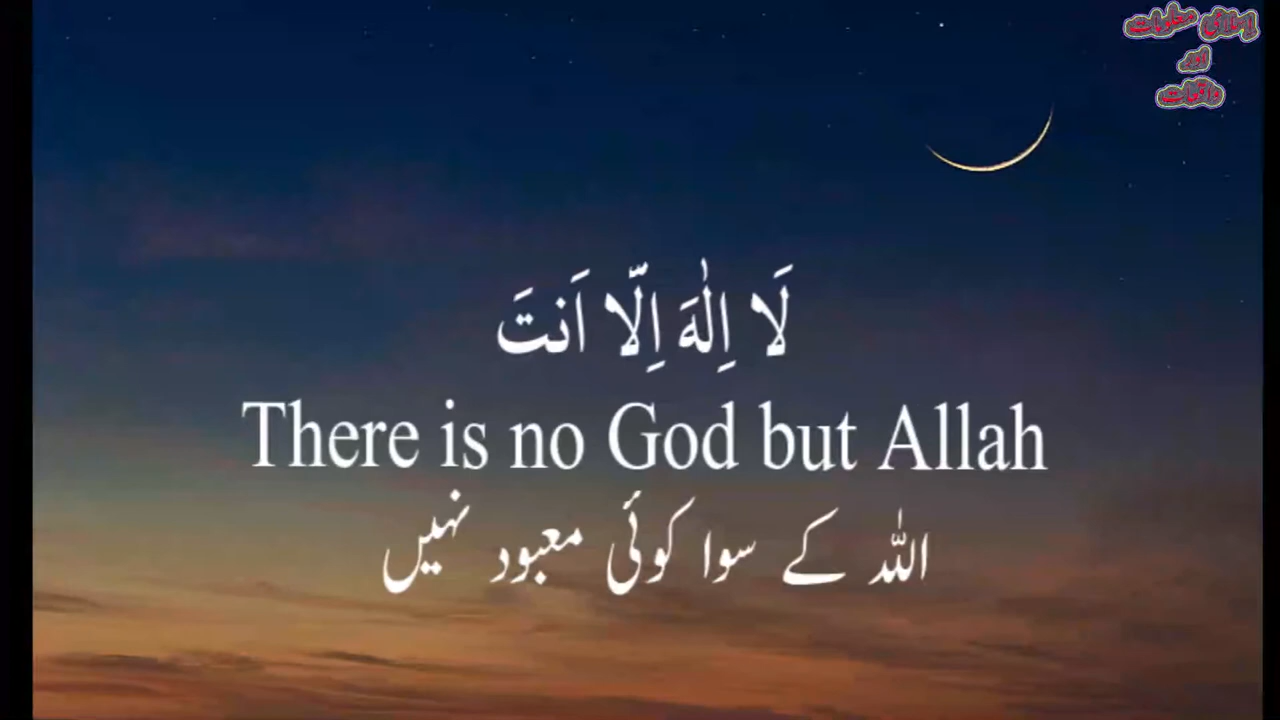 اسلامی معلومات
اور
واقعات
لَا اِلٰهَ اِلّا اَنتَ
There is no God but Allah
اللہ کے سوا کوئی معبود نہیں